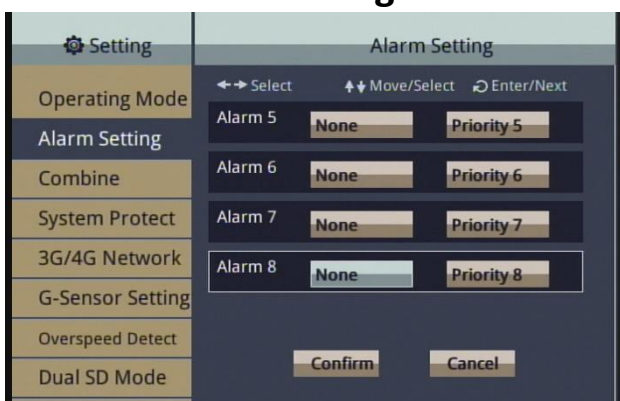 Setting
Alarm Setting
Select Move/Select Enter/Next
Operating Mode
Alarm Setting
Combine
System Protect
3G/4G Network
G-Sensor Setting
Overspeed Detect
Dual SD Mode
Alarm 5 None Priority 5
Alarm 6 None Priority 6
Alarm 7 None Priority 7
Alarm 8 None Priority 8
Confirm Cancel